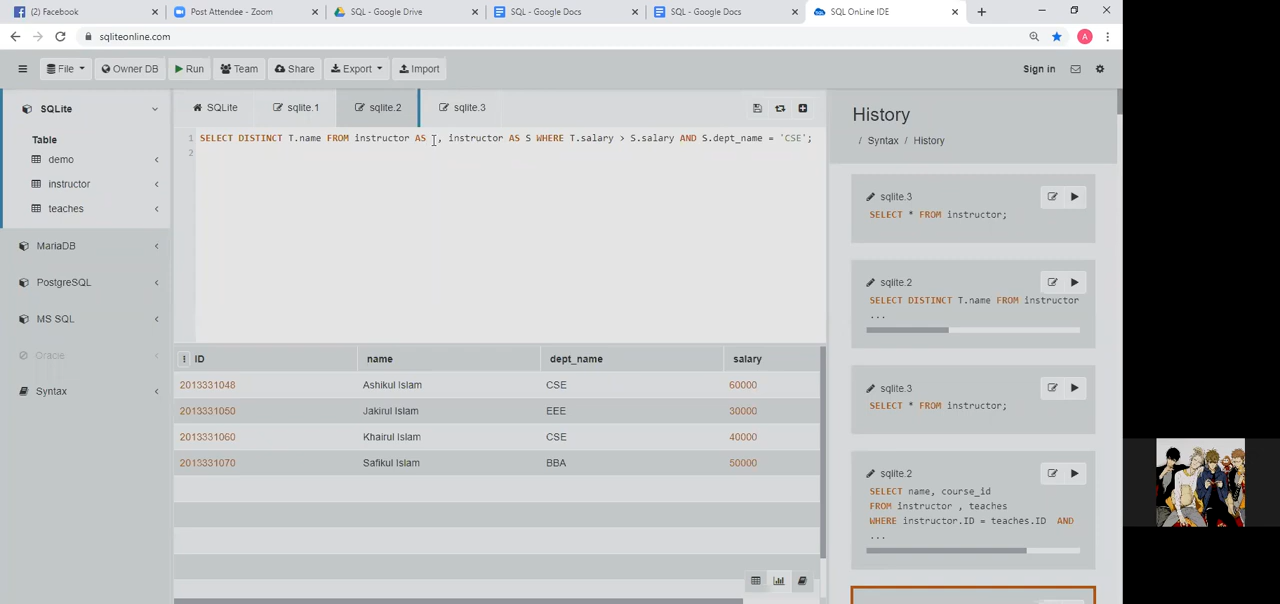 (2) Facebook
Post Attendee - Zoom
SQL - Google Drive
SQL - Google Docs
SQL - Google Docs
SQL OnLine IDE
sqliteonline.com
A
File
Owner DB
Run
Team
Share
Export
Import
Sign in
SQLite
Table
demo
instructor
teaches
MariaDB
PostgreSQL
MS SQL
Oracle
Syntax
SQLite
sqlite.1
sqlite.2
sqlite.3
1 SELECT DISTINCT T.name FROM instructor AS , instructor AS S WHERE T.salary > S.salary AND S.dept_name = 'CSE';
2
ID name dept_name salary
2013331048 Ashikul Islam CSE 60000
2013331050 Jakirul Islam EEE 30000
2013331060 Khairul Islam CSE 40000
2013331070 Safikul Islam BBA 50000
History
/ Syntax / History
sqlite.3
SELECT * FROM instructor;
sqlite.2
SELECT DISTINCT T.name FROM instructor
...
sqlite.3
SELECT * FROM instructor;
sqlite.2
SELECT name, course_id
FROM instructor , teaches
WHERE instructor.ID = teaches.ID AND
...